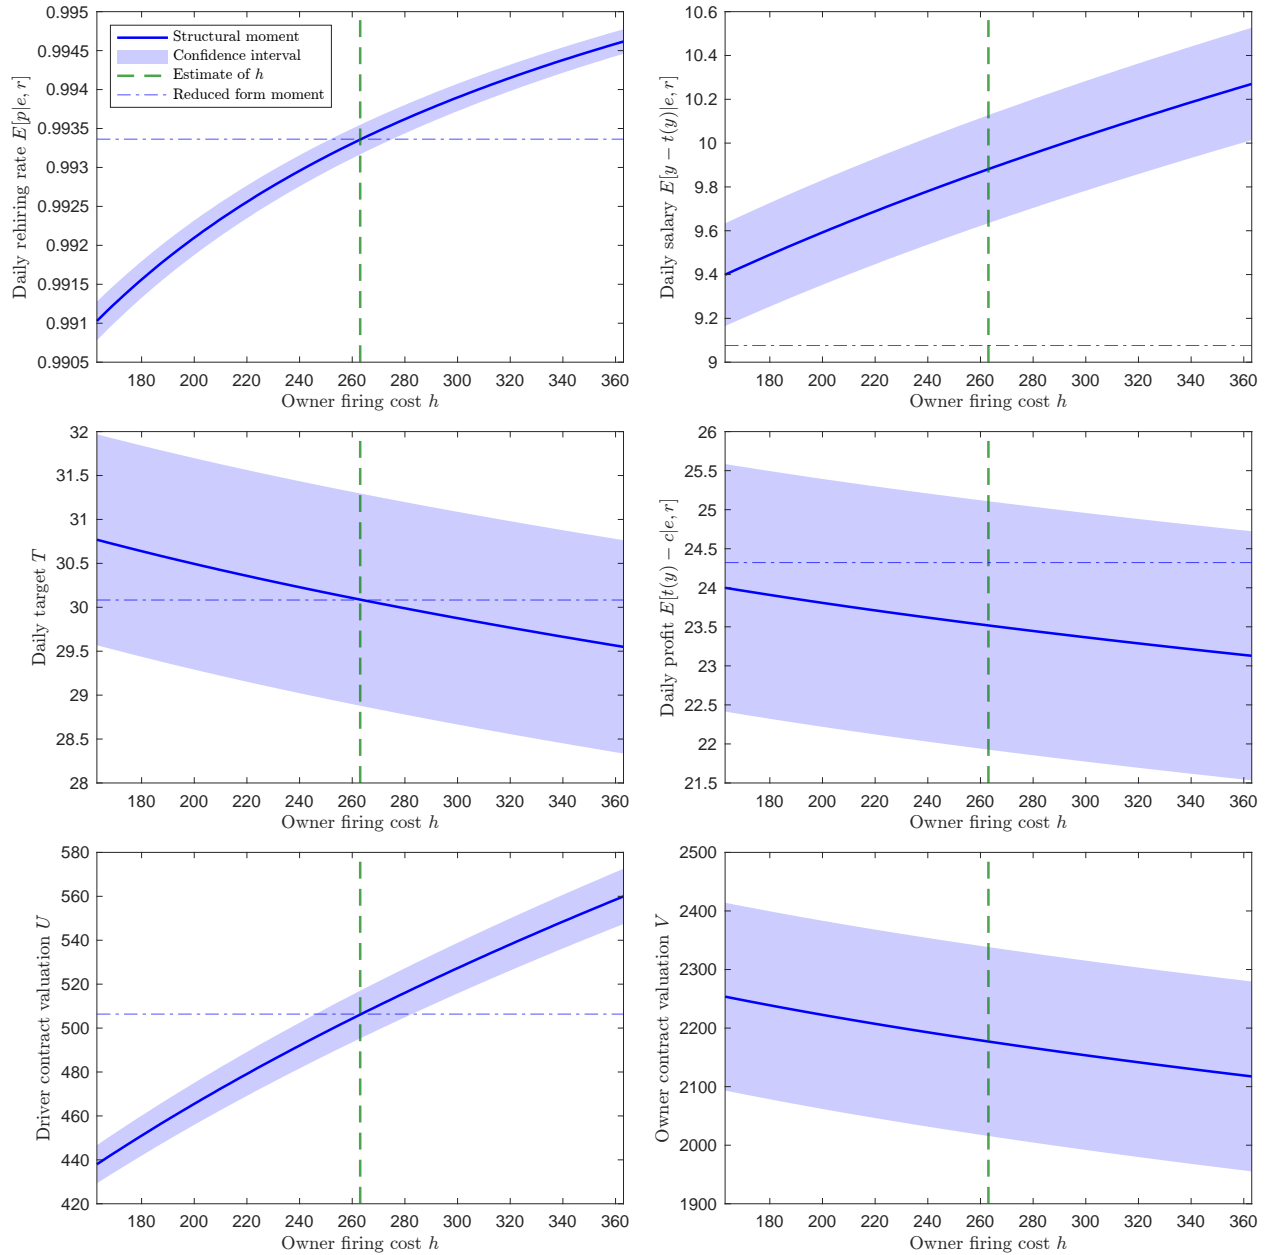 0.995
0.9945
0.994
0.9935
0.993
0.9925
0.992
0.9915
0.991
0.9905
Daily rehiring rate E[p|e, r]
Structural moment
Confidence interval
Estimate of h
Reduced form moment
180 200 220 240 260 280 300 320 340 360
Owner firing cost h
10.6
10.4
10.2
10
9.8
9.6
9.4
9.2
9
Daily salary E[y − t(y)|e, r]
180 200 220 240 260 280 300 320 340 360
Owner firing cost h
32
31.5
31
30.5
30
29.5
29
28.5
28
Daily target T
180 200 220 240 260 280 300 320 340 360
Owner firing cost h
26
25.5
25
24.5
24
23.5
23
22.5
22
21.5
Daily profit E[t(y) − c|e, r]
180 200 220 240 260 280 300 320 340 360
Owner firing cost h
580
560
540
520
500
480
460
440
420
Driver contract valuation U
180 200 220 240 260 280 300 320 340 360
Owner firing cost h
2500
2400
2300
2200
2100
2000
1900
Owner contract valuation V
180 200 220 240 260 280 300 320 340 360
Owner firing cost h